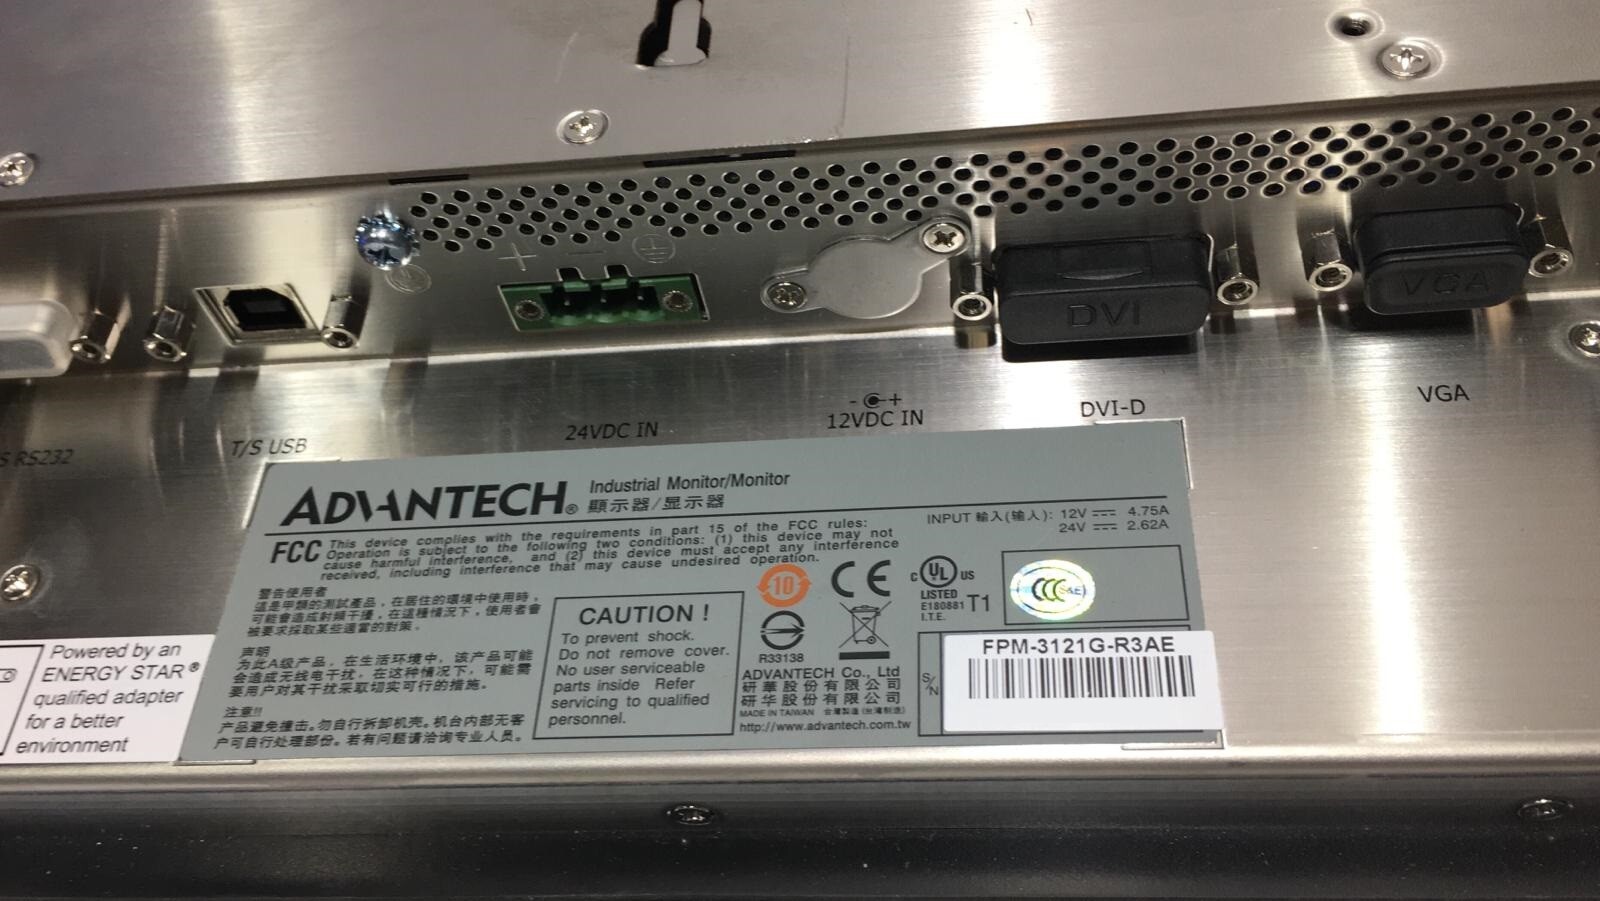 + −
DVI
VGA
S RS232
T/S USB
24VDC IN
- +
12VDC IN
DVI-D
VGA
ADVANTECH®
Industrial Monitor/Monitor
顯示器/显示器
INPUT 輸入(输人): 12V 4.75A
24V 2.62A
FCC
This device complies with the requirements in part 15 of the FCC rules:
Operation is subject to the following two conditions: (1) this device may not
cause harmful interference, and (2) this device must accept any interference
received, including interference that may cause undesired operation.
警告使用者
這是甲類的測試產品，在居住的環境中使用時，
可能會造成射頻干擾，在這種情況下，使用者會
被要求採取某些適當的對策。
声明
为此A级产品，在生活环境中，该产品可能
会造成无线电干扰，在这种情况下，可能需
要用户对其干扰采取切实可行的措施。
注意!!
产品避免撞击。勿自行拆卸机壳。机台内部无客
户可自行处理部份。若有问题请洽询专业人员。
CAUTION !
To prevent shock.
Do not remove cover.
No user serviceable
parts inside Refer
servicing to qualified
personnel.
10
CE
C UL US
LISTED
E180881
I.T.E.
T1
CCC S&E
R33138
ADVANTECH Co., Ltd
研華股份有限公司
研华股份有限公司
MADE IN TAIWAN 台灣製造 (台湾制造)
http://www.advantech.com.tw
S/N
FPM-3121G-R3AE
Powered by an
ENERGY STAR®
qualified adapter
for a better
environment